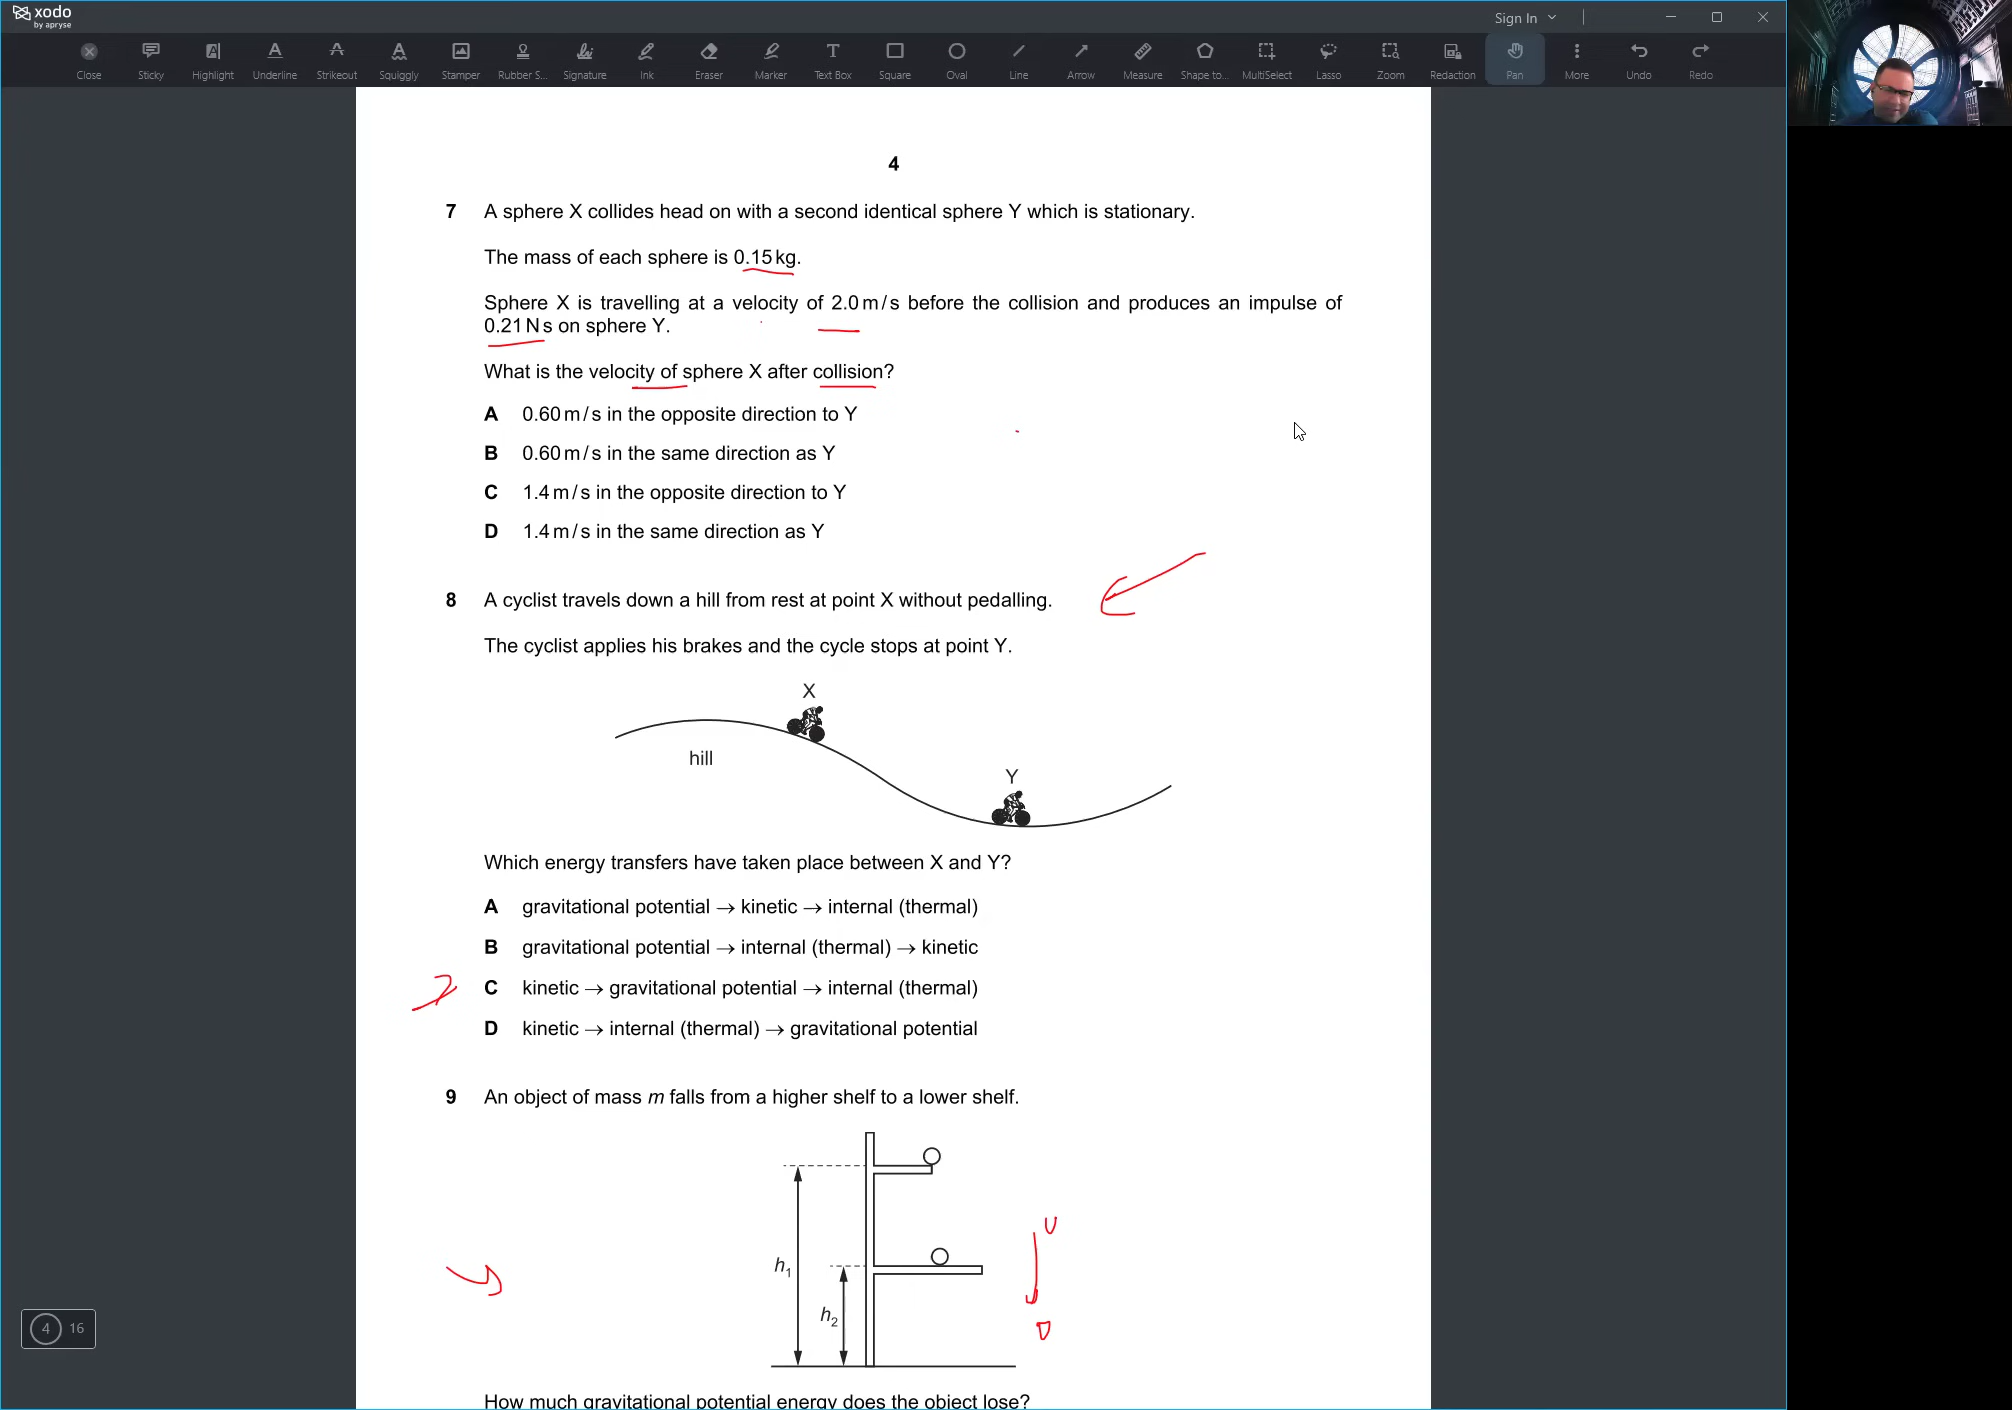 xodo
by apryse
Sign In
Close Sticky Highlight Underline Strikeout Squiggly Stamper Rubber S... Signature Ink Eraser Marker Text Box Square Oval Line Arrow Measure Shape to... MultiSelect Lasso Zoom Redaction Pan More Undo Redo
4
7 A sphere X collides head on with a second identical sphere Y which is stationary.
The mass of each sphere is 0.15 kg.
Sphere X is travelling at a velocity of 2.0 m / s before the collision and produces an impulse of
0.21 N s on sphere Y.
What is the velocity of sphere X after collision?
A 0.60 m / s in the opposite direction to Y
B 0.60 m / s in the same direction as Y
C 1.4 m / s in the opposite direction to Y
D 1.4 m / s in the same direction as Y
8 A cyclist travels down a hill from rest at point X without pedalling.
The cyclist applies his brakes and the cycle stops at point Y.
X
hill
Y
Which energy transfers have taken place between X and Y?
A gravitational potential → kinetic → internal (thermal)
B gravitational potential → internal (thermal) → kinetic
C kinetic → gravitational potential → internal (thermal)
D kinetic → internal (thermal) → gravitational potential
9 An object of mass m falls from a higher shelf to a lower shelf.
h1
h2
4 16
How much gravitational potential energy does the object lose?